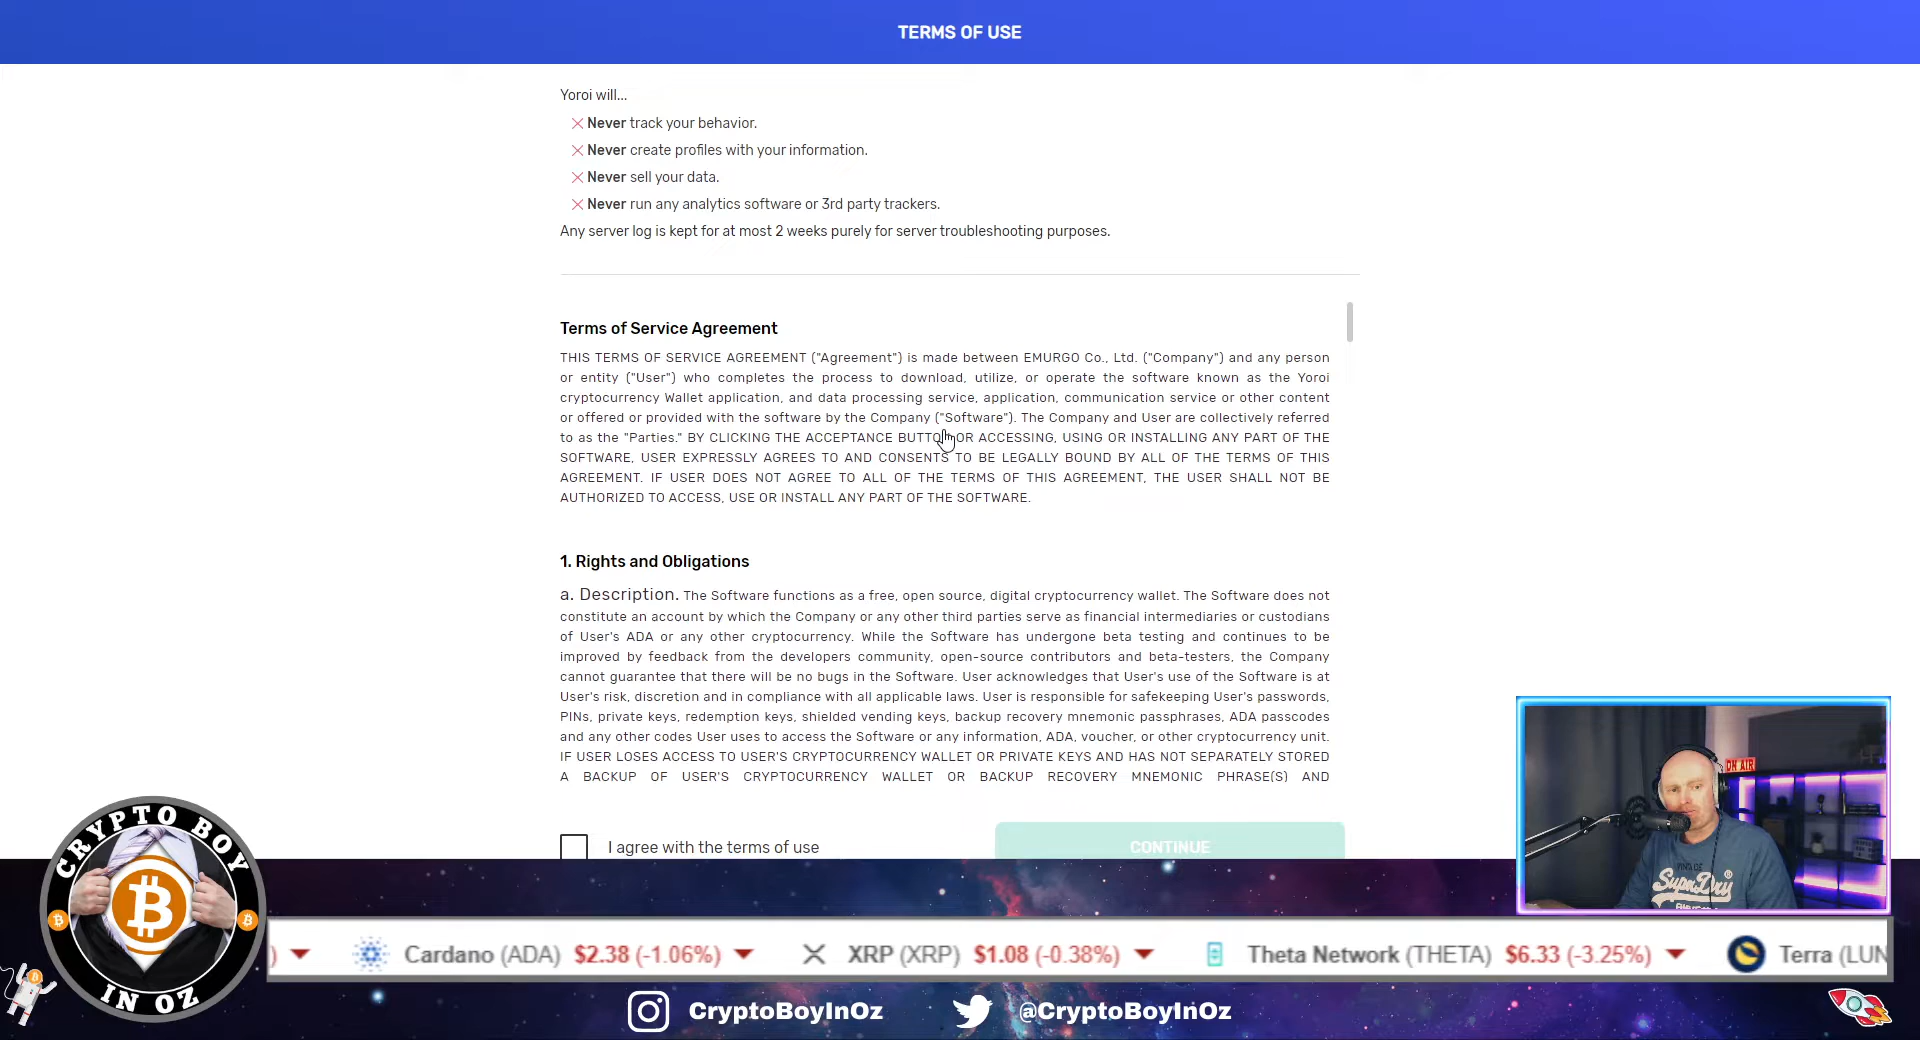 TERMS OF USE
Yoroi will...
Never track your behavior.
Never create profiles with your information.
Never sell your data.
Never run any analytics software or 3rd party trackers.
Any server log is kept for at most 2 weeks purely for server troubleshooting purposes.
Terms of Service Agreement
THIS TERMS OF SERVICE AGREEMENT ("Agreement") is made between EMURGO Co., Ltd. ("Company") and any person
or entity ("User") who completes the process to download, utilize, or operate the software known as the Yoroi
cryptocurrency Wallet application, and data processing service, application, communication service or other content
or offered or provided with the software by the Company ("Software"). The Company and User are collectively referred
to as the "Parties." BY CLICKING THE ACCEPTANCE BUTTON OR ACCESSING, USING OR INSTALLING ANY PART OF THE
SOFTWARE, USER EXPRESSLY AGREES TO AND CONSENTS TO BE LEGALLY BOUND BY ALL OF THE TERMS OF THIS
AGREEMENT. IF USER DOES NOT AGREE TO ALL OF THE TERMS OF THIS AGREEMENT, THE USER SHALL NOT BE
AUTHORIZED TO ACCESS, USE OR INSTALL ANY PART OF THE SOFTWARE.
1. Rights and Obligations
a. Description. The Software functions as a free, open source, digital cryptocurrency wallet. The Software does not
constitute an account by which the Company or any other third parties serve as financial intermediaries or custodians
of User's ADA or any other cryptocurrency. While the Software has undergone beta testing and continues to be
improved by feedback from the developers community, open-source contributors and beta-testers, the Company
cannot guarantee that there will be no bugs in the Software. User acknowledges that User's use of the Software is at
User's risk, discretion and in compliance with all applicable laws. User is responsible for safekeeping User's passwords,
PINs, private keys, redemption keys, shielded vending keys, backup recovery mnemonic passphrases, ADA passcodes
and any other codes User uses to access the Software or any information, ADA, voucher, or other cryptocurrency unit.
IF USER LOSES ACCESS TO USER'S CRYPTOCURRENCY WALLET OR PRIVATE KEYS AND HAS NOT SEPARATELY STORED
A BACKUP OF USER'S CRYPTOCURRENCY WALLET OR BACKUP RECOVERY MNEMONIC PHRASE(S) AND
I agree with the terms of use
CONTINUE
ON AIR
SuperDry
CRYPTO BOY
IN OZ
) Cardano (ADA) $2.38 (-1.06%) XRP (XRP) $1.08 (-0.38%) Theta Network (THETA) $6.33 (-3.25%) Terra (LUN
CryptoBoyInOz @CryptoBoyInOz